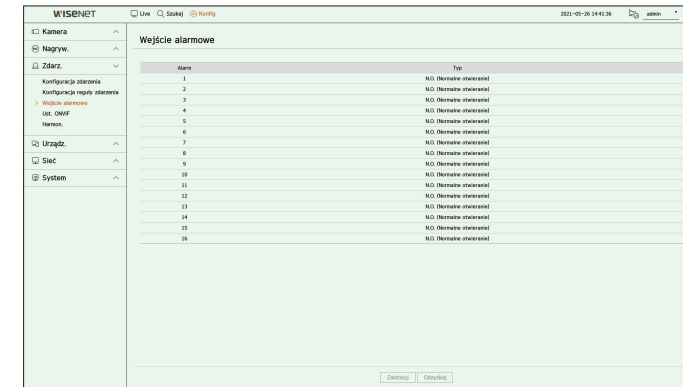 WISENET Live Szukaj Konfig 2021-05-26 14:41:36 admin
Kamera
Nagryw.
Zdarz.
Konfiguracja zdarzenia
Konfiguracja reguły zdarzenia
> Wejście alarmowe
Ust. ONVIF
Harmon.
Urządz.
Sieć
System
Wejście alarmowe
Alarm Typ
1 N.O. (Normalne otwieranie)
2 N.O. (Normalne otwieranie)
3 N.O. (Normalne otwieranie)
4 N.O. (Normalne otwieranie)
5 N.O. (Normalne otwieranie)
6 N.O. (Normalne otwieranie)
7 N.O. (Normalne otwieranie)
8 N.O. (Normalne otwieranie)
9 N.O. (Normalne otwieranie)
10 N.O. (Normalne otwieranie)
11 N.O. (Normalne otwieranie)
12 N.O. (Normalne otwieranie)
13 N.O. (Normalne otwieranie)
14 N.O. (Normalne otwieranie)
15 N.O. (Normalne otwieranie)
16 N.O. (Normalne otwieranie)
Zastosuj Odzyskaj